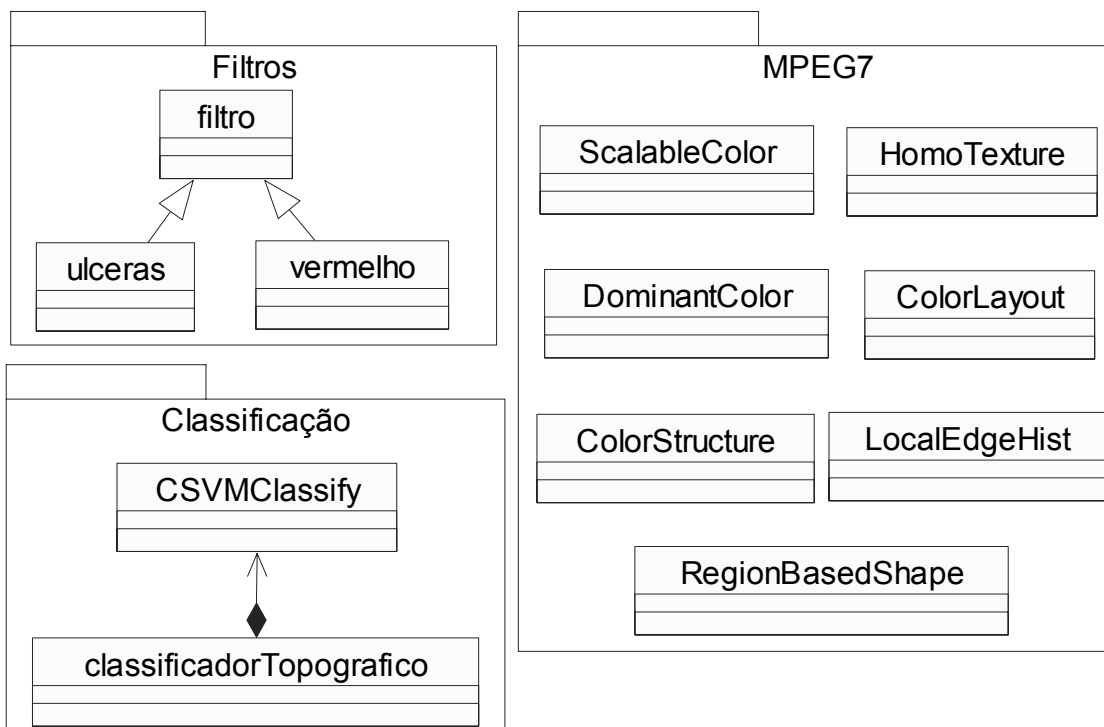 Filtros
filtro
ulceras
vermelho
Classificação
CSVMClassify
classificadorTopografico
MPEG7
ScalableColor
HomoTexture
DominantColor
ColorLayout
ColorStructure
LocalEdgeHist
RegionBasedShape